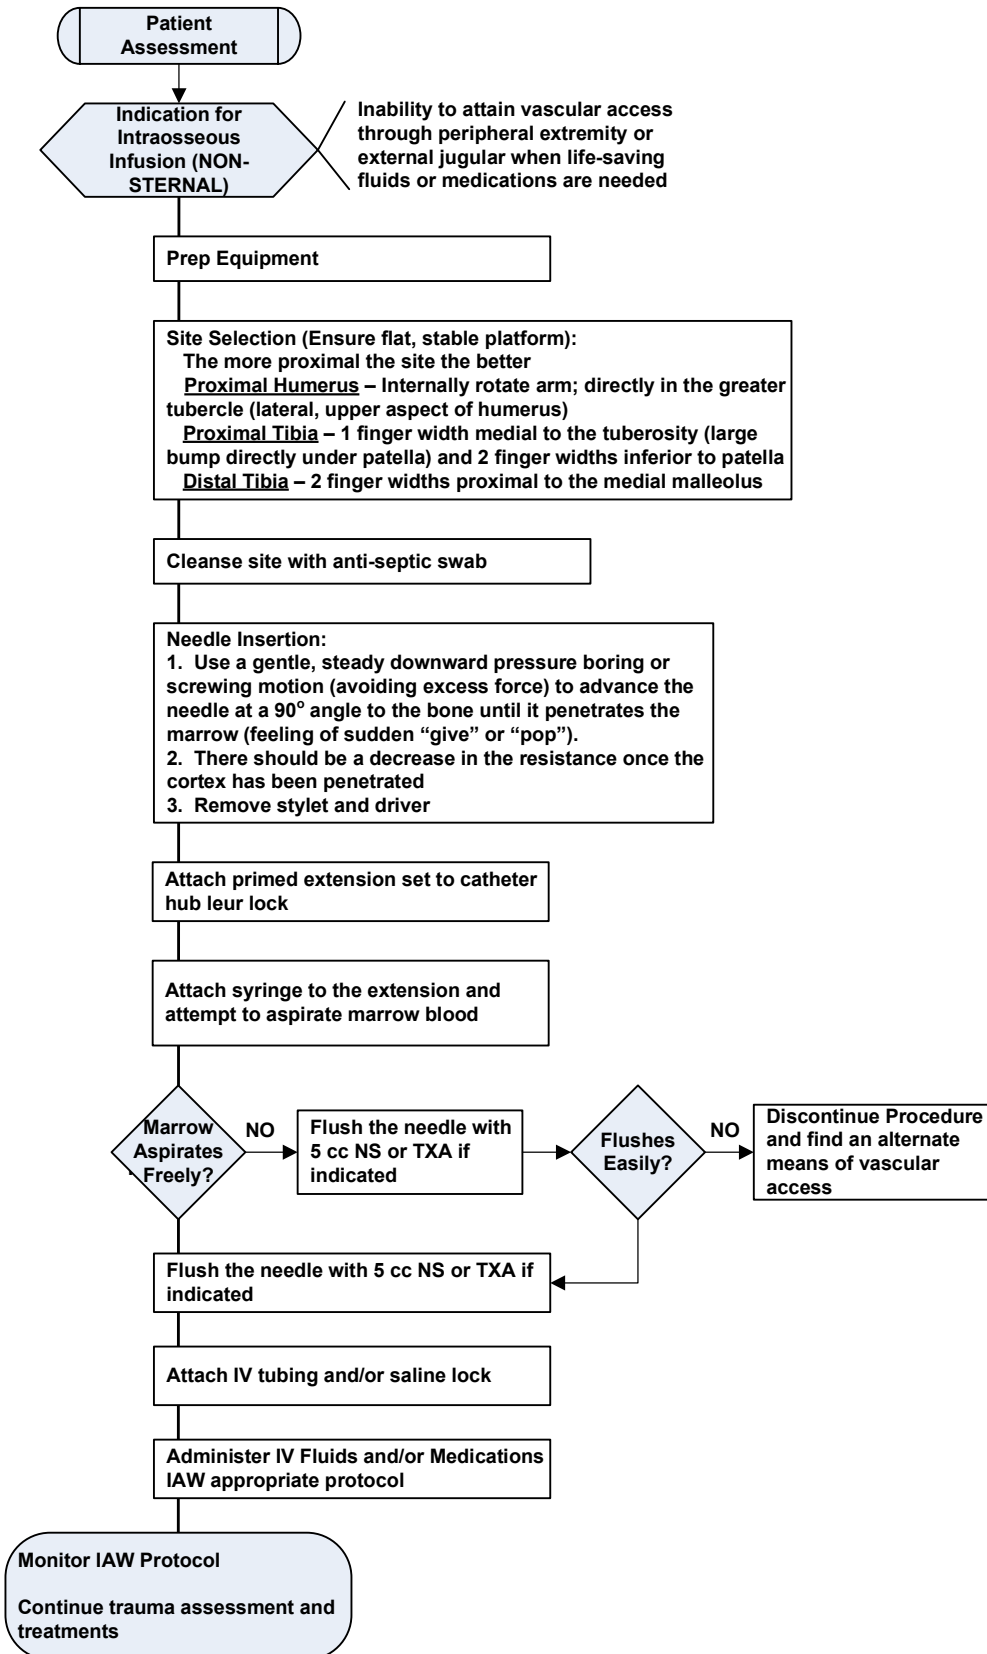 Patient
Assessment
Indication for
Intraosseous
Infusion (NON-
STERNAL)
Inability to attain vascular access
through peripheral extremity or
external jugular when life-saving
fluids or medications are needed
Prep Equipment
Site Selection (Ensure flat, stable platform):
The more proximal the site the better
Proximal Humerus – Internally rotate arm; directly in the greater
tubercle (lateral, upper aspect of humerus)
Proximal Tibia – 1 finger width medial to the tuberosity (large
bump directly under patella) and 2 finger widths inferior to patella
Distal Tibia – 2 finger widths proximal to the medial malleolus
Cleanse site with anti-septic swab
Needle Insertion:
1. Use a gentle, steady downward pressure boring or
screwing motion (avoiding excess force) to advance the
needle at a 90° angle to the bone until it penetrates the
marrow (feeling of sudden “give” or “pop”).
2. There should be a decrease in the resistance once the
cortex has been penetrated
3. Remove stylet and driver
Attach primed extension set to catheter
hub leur lock
Attach syringe to the extension and
attempt to aspirate marrow blood
Marrow
Aspirates
Freely?
NO
Flush the needle with
5 cc NS or TXA if
indicated
Flushes
Easily?
NO
Discontinue Procedure
and find an alternate
means of vascular
access
Flush the needle with 5 cc NS or TXA if
indicated
Attach IV tubing and/or saline lock
Administer IV Fluids and/or Medications
IAW appropriate protocol
Monitor IAW Protocol
Continue trauma assessment and
treatments